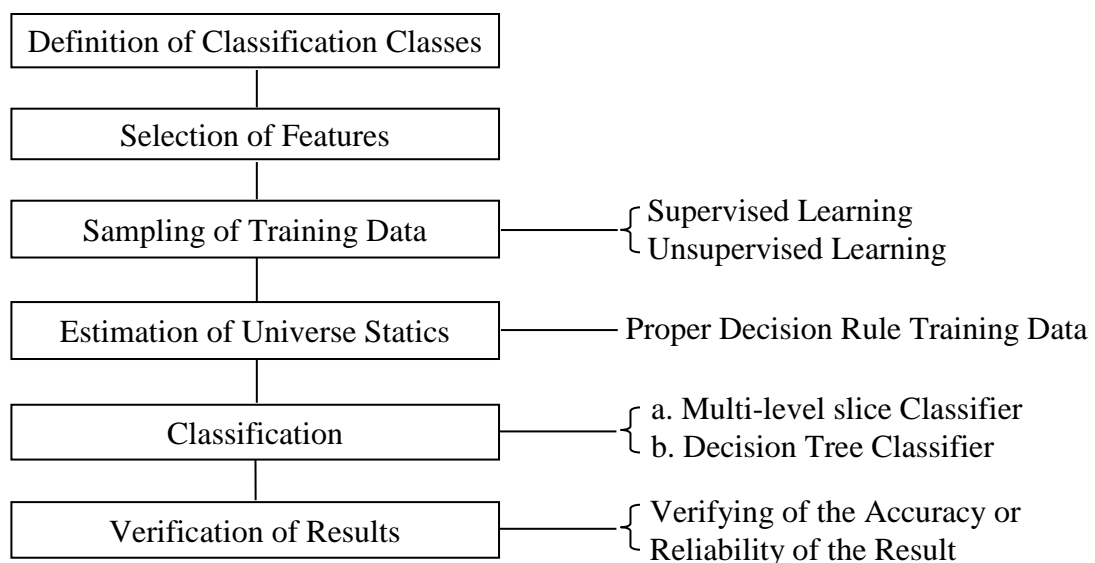 Definition of Classification Classes
Selection of Features
Sampling of Training Data
Supervised Learning
Unsupervised Learning
Estimation of Universe Statics
Proper Decision Rule Training Data
Classification
a. Multi-level slice Classifier
b. Decision Tree Classifier
Verification of Results
Verifying of the Accuracy or
Reliability of the Result